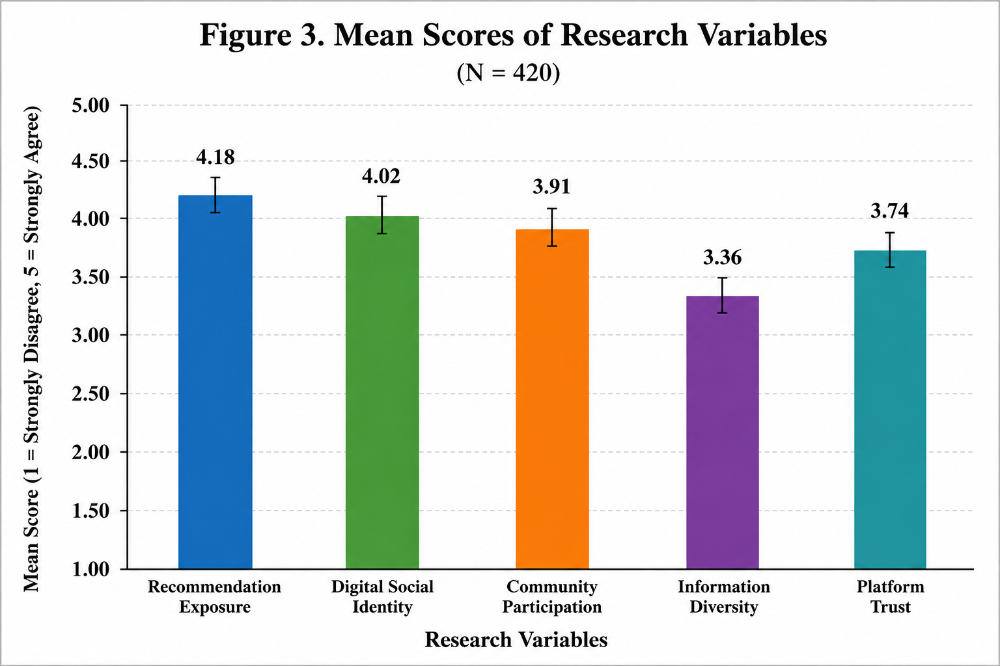 Figure 3. Mean Scores of Research Variables
(N = 420)
Mean Score (1 = Strongly Disagree, 5 = Strongly Agree)
5.00
4.50
4.00
3.50
3.00
2.50
2.00
1.50
1.00
4.18
4.02
3.91
3.36
3.74
Recommendation
Exposure
Digital Social
Identity
Community
Participation
Information
Diversity
Platform
Trust
Research Variables